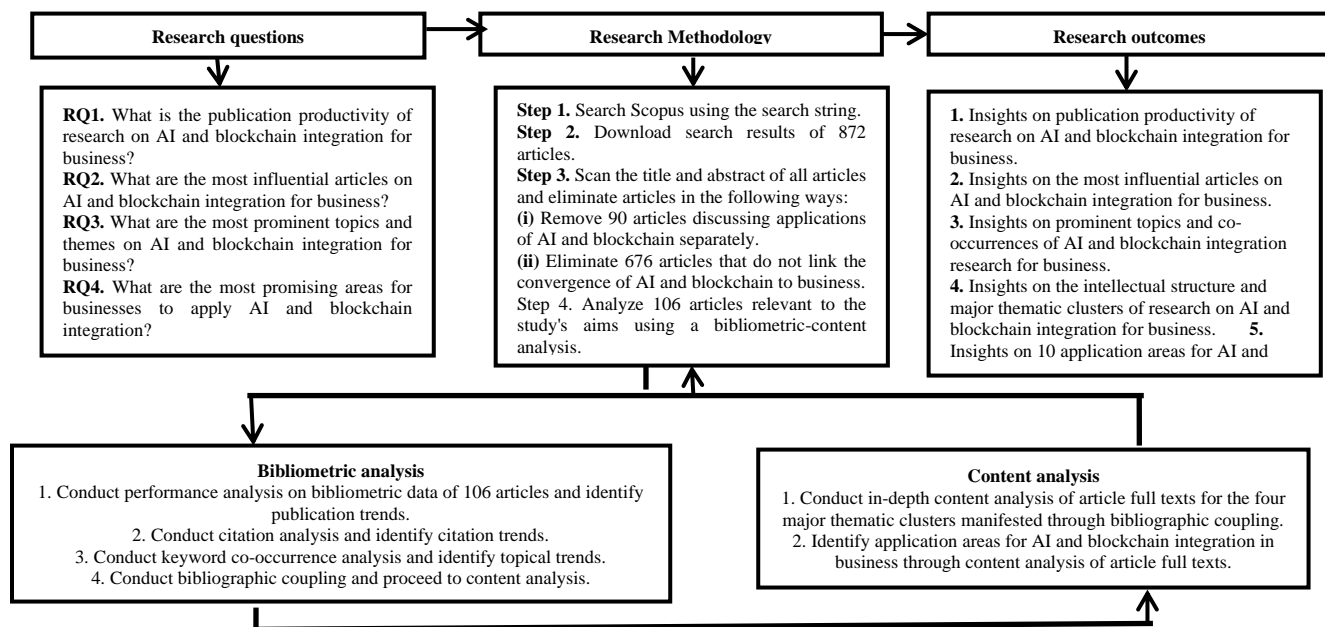 Research questions
Research Methodology
Research outcomes
RQ1. What is the publication productivity of
research on AI and blockchain integration for
business?
RQ2. What are the most influential articles on
AI and blockchain integration for business?
RQ3. What are the most prominent topics and
themes on AI and blockchain integration for
business?
RQ4. What are the most promising areas for
businesses to apply AI and blockchain
integration?
Step 1. Search Scopus using the search string.
Step 2. Download search results of 872
articles.
Step 3. Scan the title and abstract of all articles
and eliminate articles in the following ways:
(i) Remove 90 articles discussing applications
of AI and blockchain separately.
(ii) Eliminate 676 articles that do not link the
convergence of AI and blockchain to business.
Step 4. Analyze 106 articles relevant to the
study's aims using a bibliometric-content
analysis.
1. Insights on publication productivity of
research on AI and blockchain integration for
business.
2. Insights on the most influential articles on
AI and blockchain integration for business.
3. Insights on prominent topics and co-
occurrences of AI and blockchain integration
research for business.
4. Insights on the intellectual structure and
major thematic clusters of research on AI and
blockchain integration for business. 5.
Insights on 10 application areas for AI and
Bibliometric analysis
1. Conduct performance analysis on bibliometric data of 106 articles and identify
publication trends.
2. Conduct citation analysis and identify citation trends.
3. Conduct keyword co-occurrence analysis and identify topical trends.
4. Conduct bibliographic coupling and proceed to content analysis.
Content analysis
1. Conduct in-depth content analysis of article full texts for the four
major thematic clusters manifested through bibliographic coupling.
2. Identify application areas for AI and blockchain integration in
business through content analysis of article full texts.